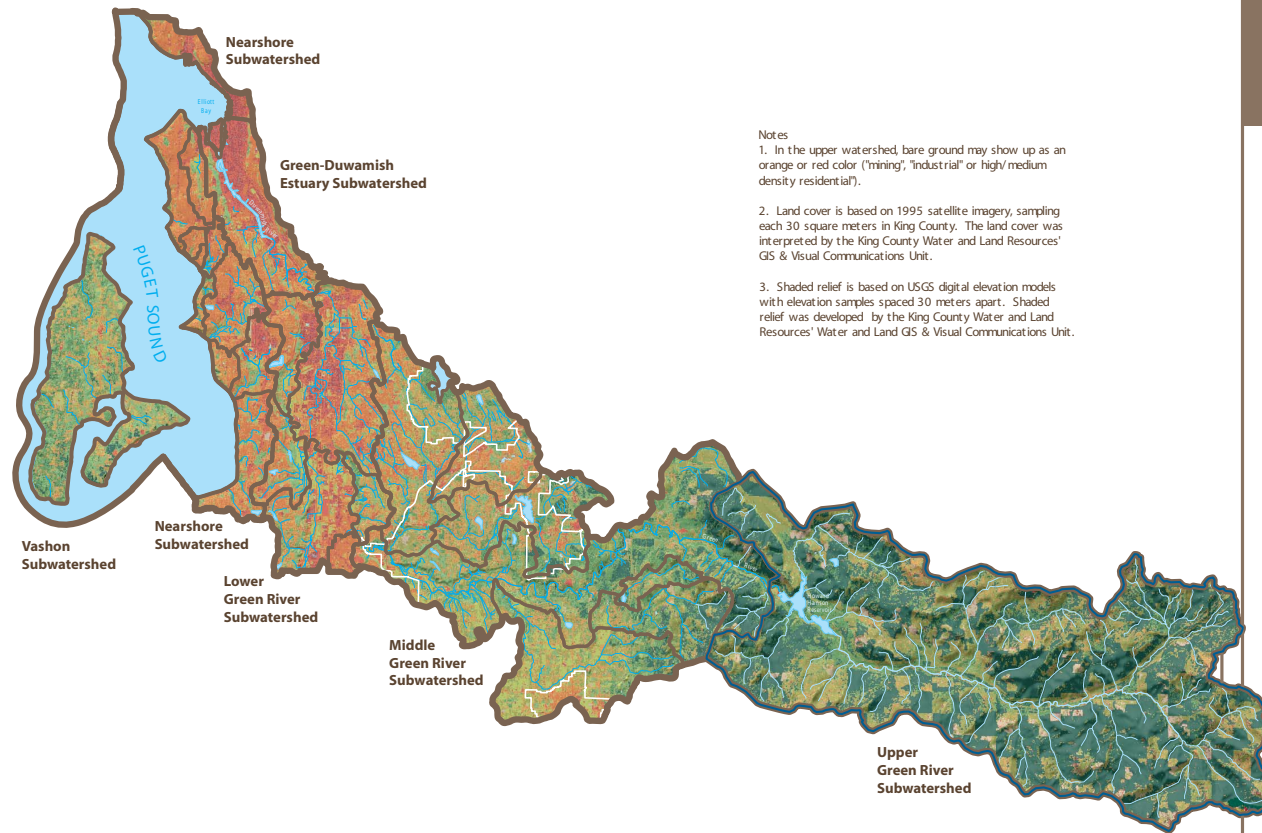 Nearshore
Subwatershed
Elliott
Bay
Green-Duwamish
Estuary Subwatershed
Notes
1. In the upper watershed, bare ground may show up as an
orange or red color ("mining", "industrial" or high/medium
density residential").
2. Land cover is based on 1995 satellite imagery, sampling
each 30 square meters in King County. The land cover was
interpreted by the King County Water and Land Resources'
GIS & Visual Communications Unit.
3. Shaded relief is based on USGS digital elevation models
with elevation samples spaced 30 meters apart. Shaded
relief was developed by the King County Water and Land
Resources' Water and Land GIS & Visual Communications Unit.
PUGET SOUND
Green River
Howard
Hanson
Reservoir
Vashon
Subwatershed
Nearshore
Subwatershed
Lower
Green River
Subwatershed
Middle
Green River
Subwatershed
Upper
Green River
Subwatershed